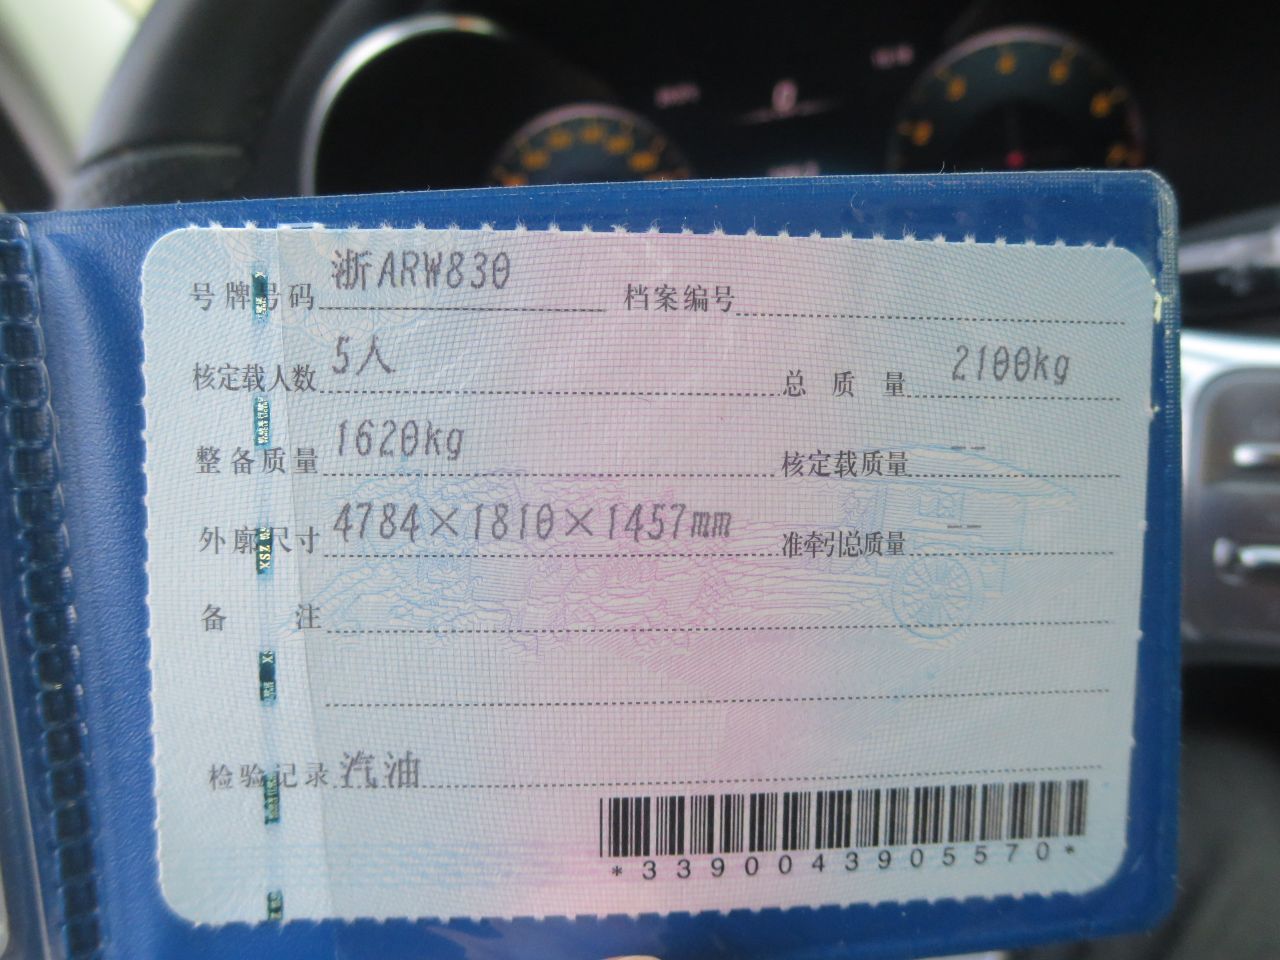 号牌号码 浙ARW830 档案编号
核定载人数 5人 总质量 2100kg
整备质量 1620kg 核定载质量 --
外廓尺寸 4784×1810×1457mm 准牵引总质量 --
备注
检验记录 汽油
*3390043905570*